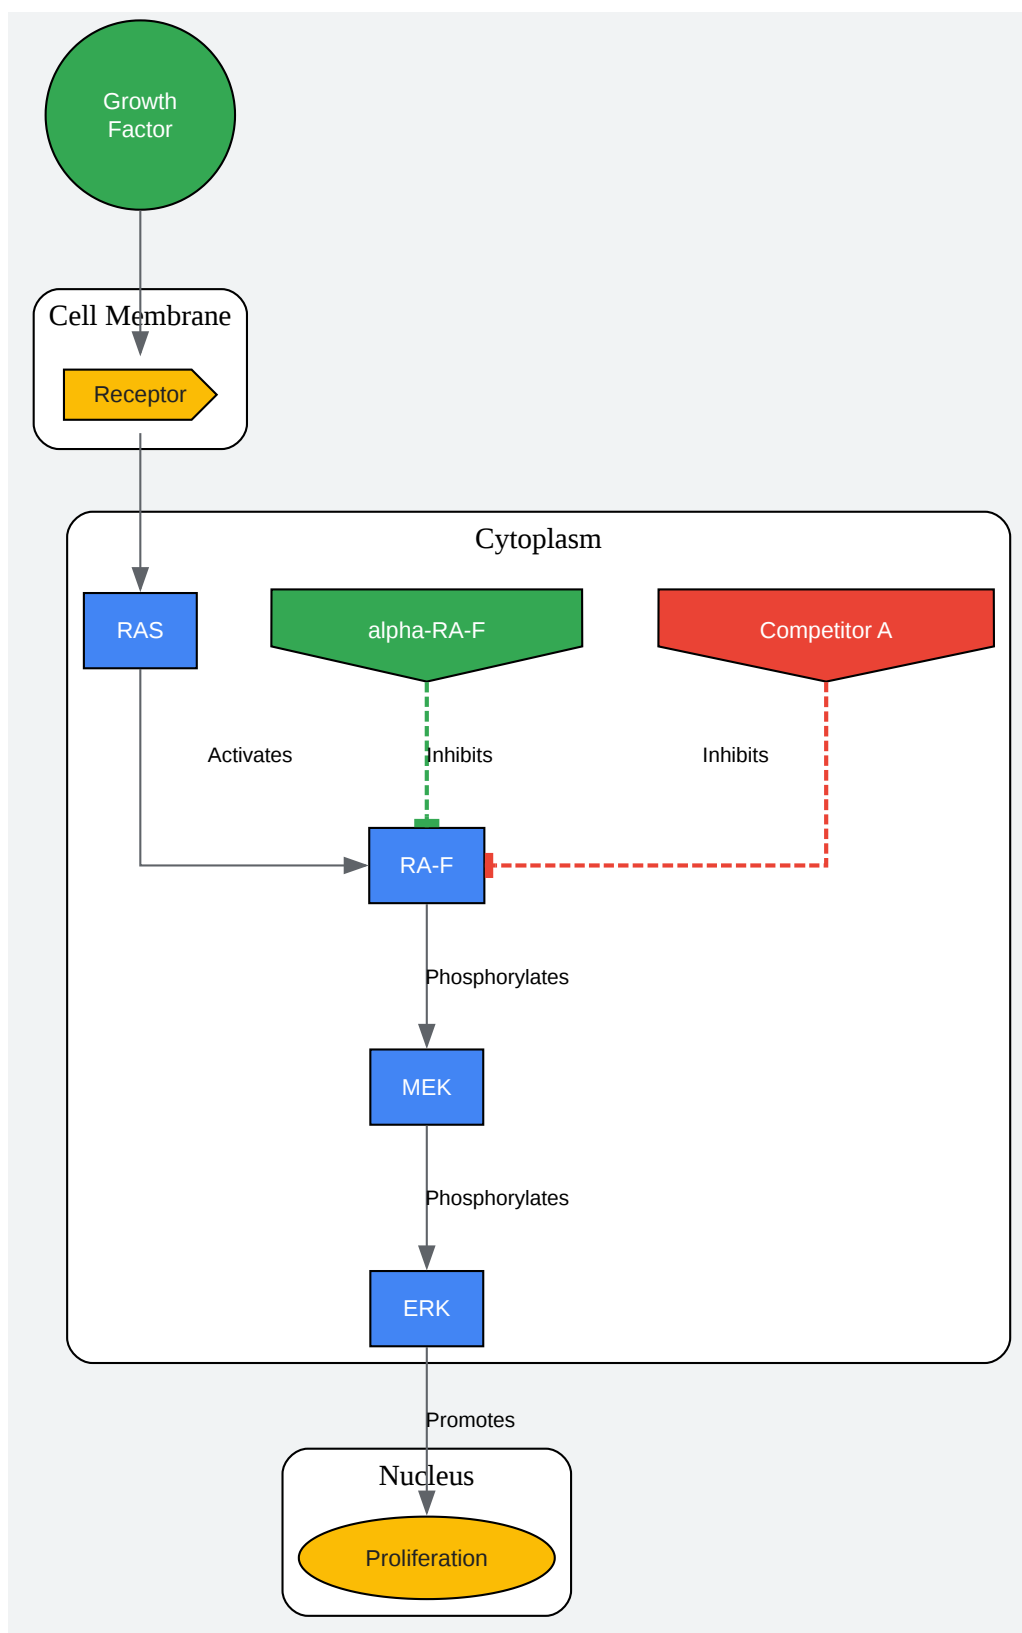 Growth
Factor
Cell Membrane
Receptor
Cytoplasm
RAS
alpha-RA-F
Competitor A
Activates
Inhibits
Inhibits
RA-F
Phosphorylates
MEK
Phosphorylates
ERK
Promotes
Nucleus
Proliferation